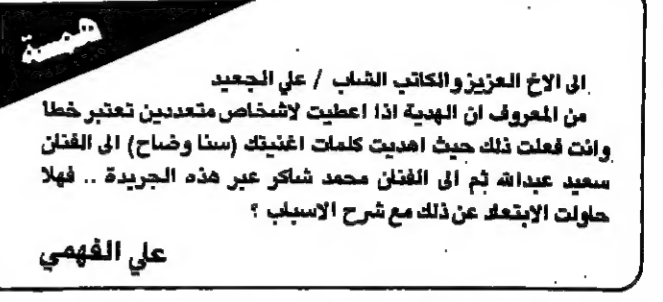 همسة
الى الاخ العزيز والكاتب الشاب / علي الجعيد
من المعروف ان الهدية اذا اعطيت لاشخاص متعددين تعتبر خطا
وانت فعلت ذلك حيث اهديت كلمات اغنيتك (سنا وضاح) الى الفنان
سعيد عبدالله ثم الى الفنان محمد شاكر عبر هذه الجريدة .. فهلا
حاولت الابتعاد عن ذلك مع شرح الاسباب ؟
علي الفهمي